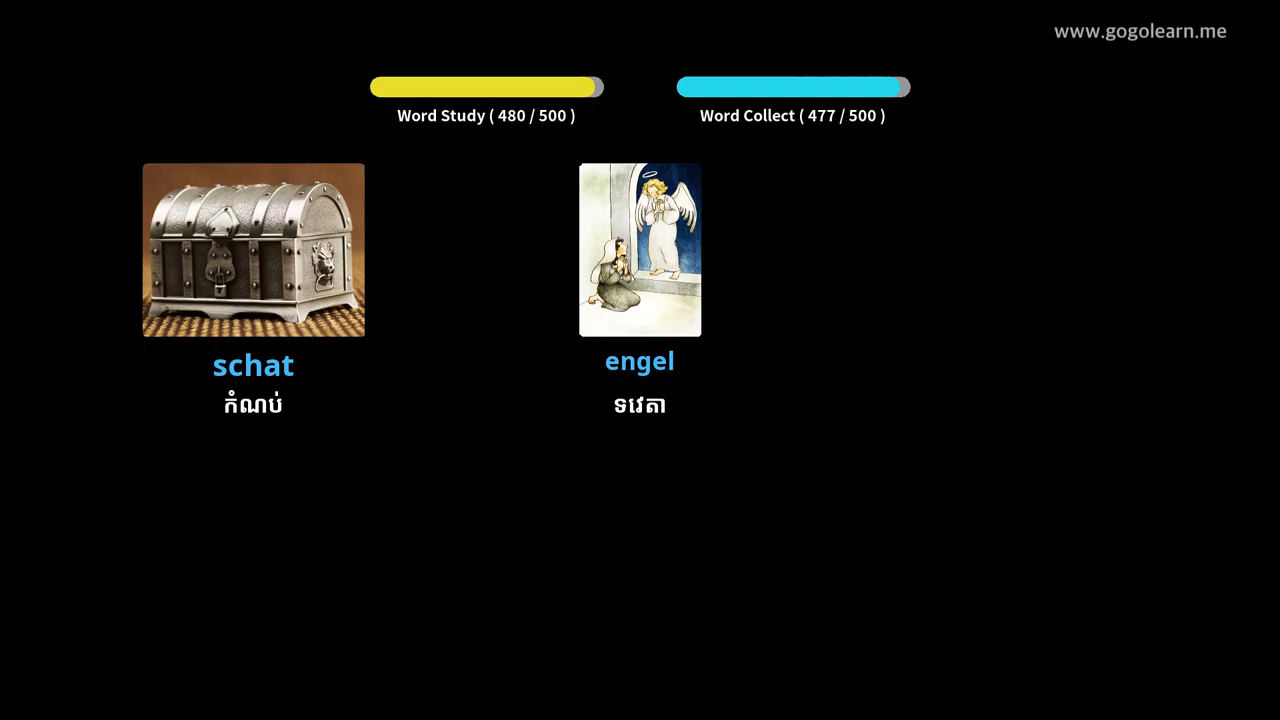 www.gogolearn.me
Word Study ( 480 / 500 )
Word Collect ( 477 / 500 )
schat
កំណប់
engel
ទវេតា